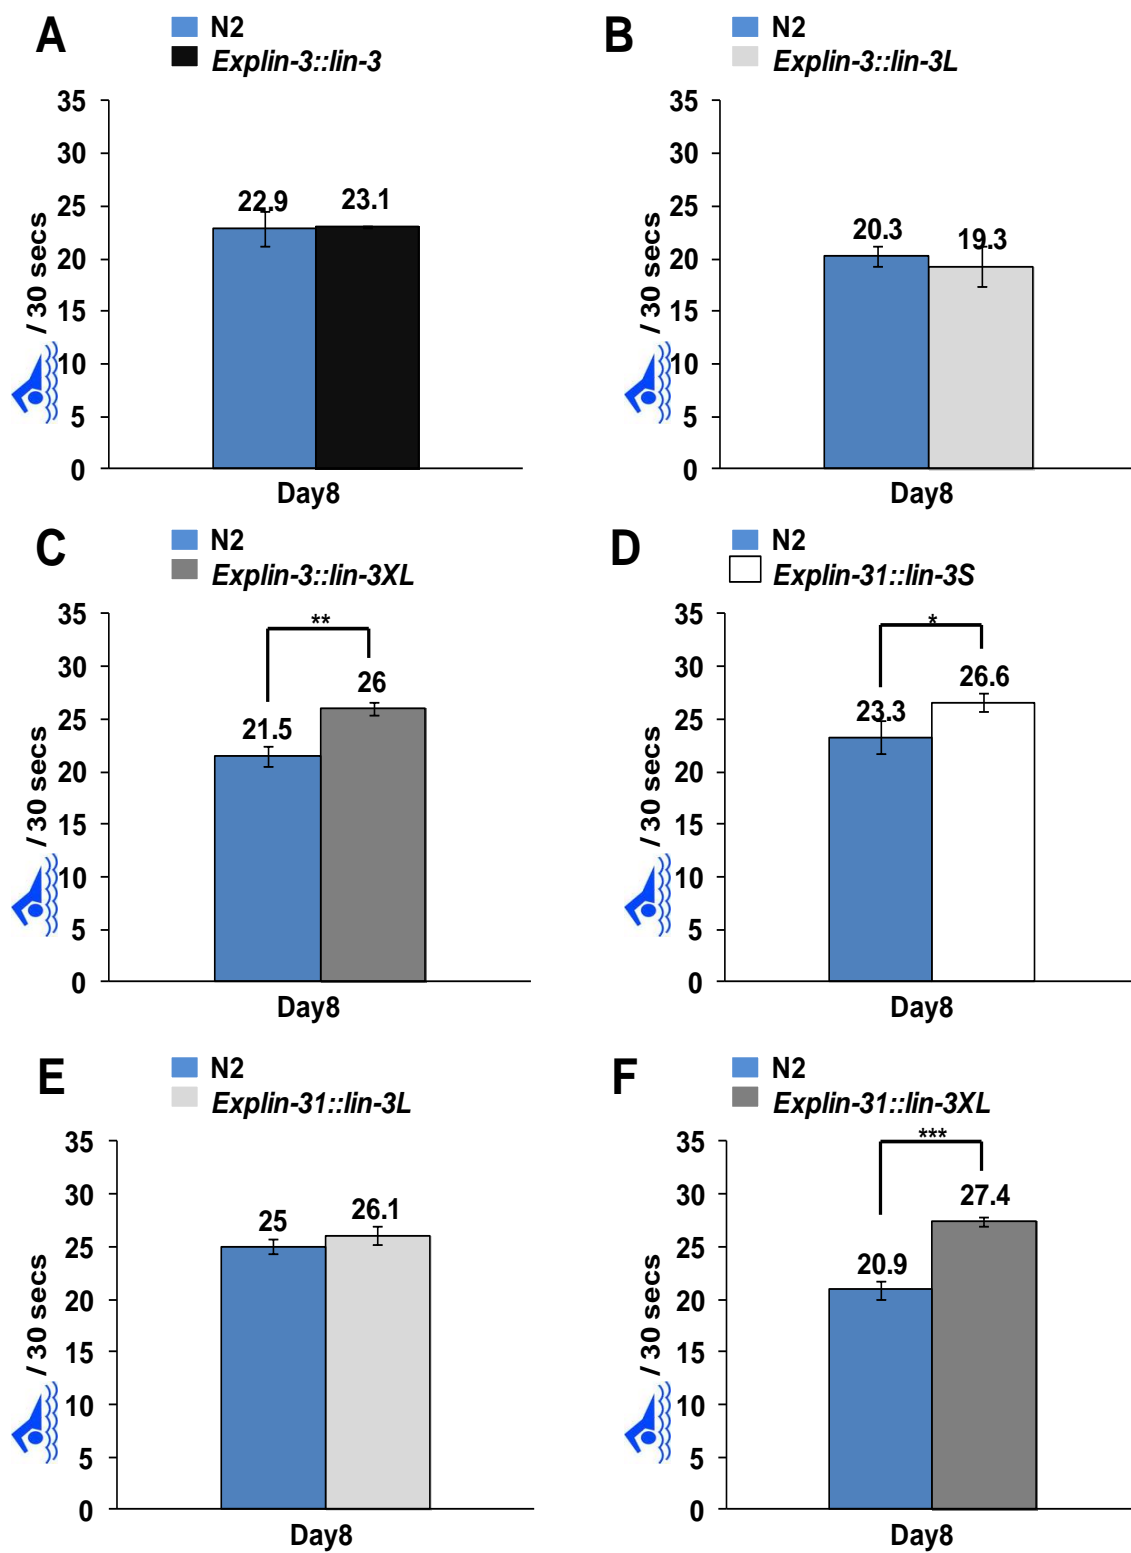 A
N2
Explin-3::lin-3
35
30
25
20
15
10
5
0
/ 30 secs
22.9
23.1
Day8
B
N2
Explin-3::lin-3L
35
30
25
20
15
10
5
0
/ 30 secs
20.3
19.3
Day8
C
N2
Explin-3::lin-3XL
35
30
25
20
15
10
5
0
/ 30 secs
**
21.5
26
Day8
D
N2
Explin-31::lin-3S
35
30
25
20
15
10
5
0
/ 30 secs
*
23.3
26.6
Day8
E
N2
Explin-31::lin-3L
35
30
25
20
15
10
5
0
/ 30 secs
25
26.1
Day8
F
N2
Explin-31::lin-3XL
35
30
25
20
15
10
5
0
/ 30 secs
***
20.9
27.4
Day8